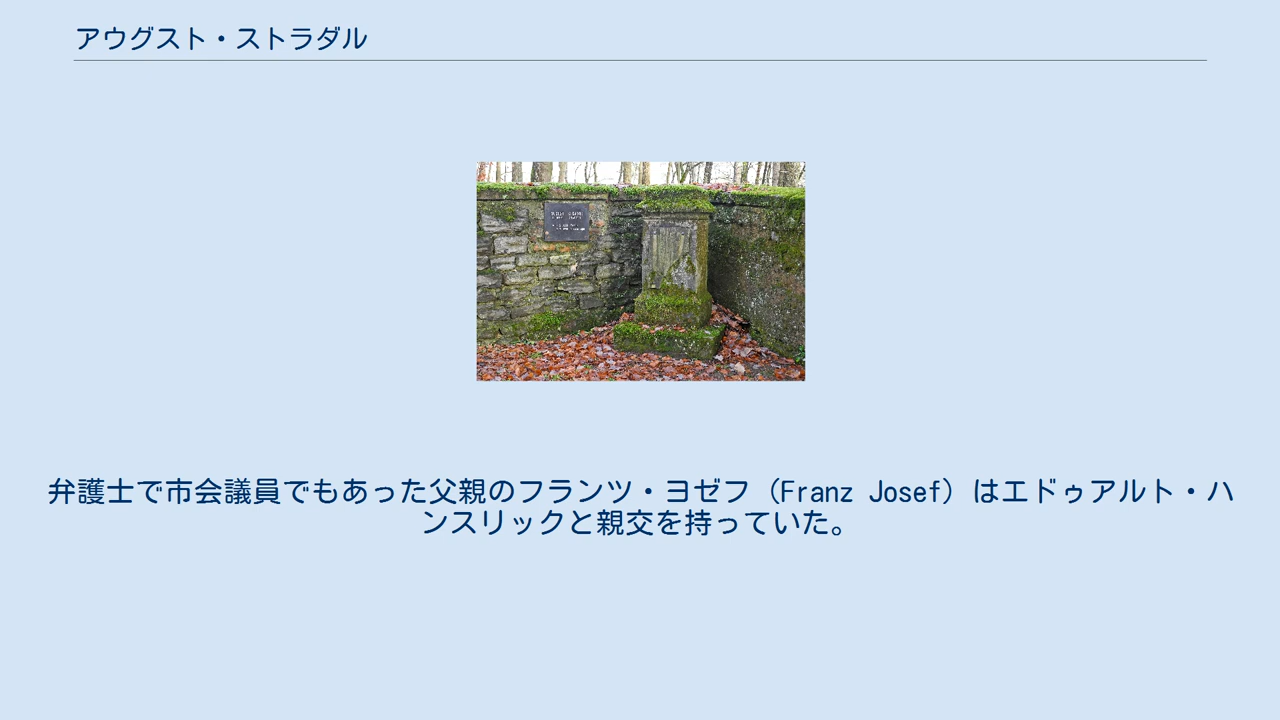 アウグスト・ストラダル
弁護士で市会議員でもあった父親のフランツ・ヨゼフ（Franz Josef）はエドゥアルト・ハ
ンスリックと親交を持っていた。